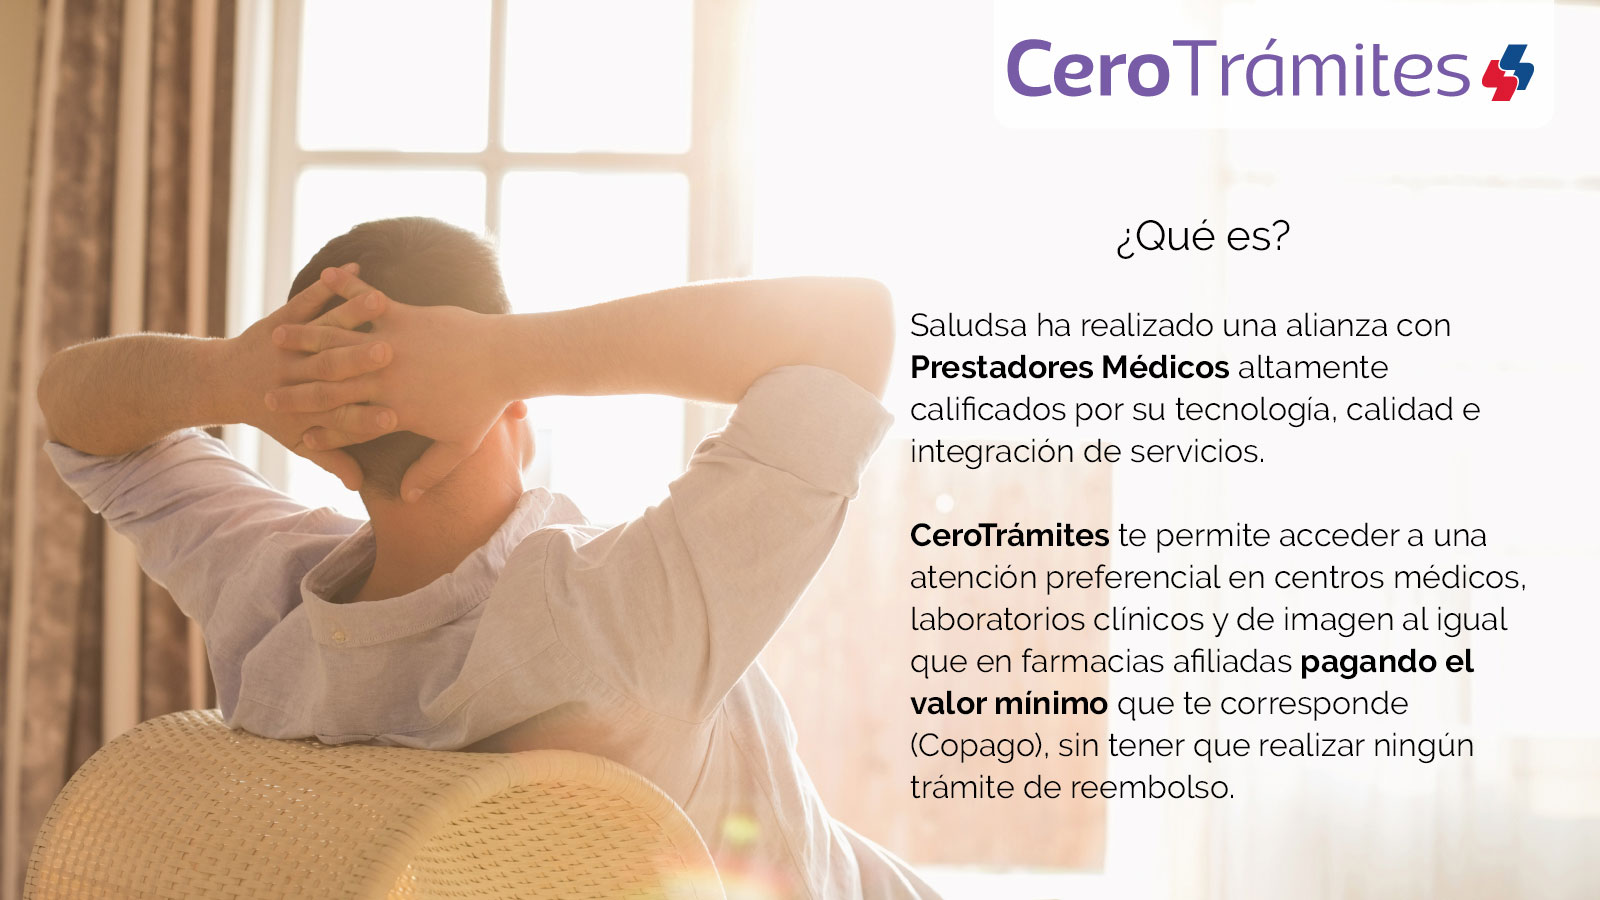 CeroTrámites
¿Qué es?
Saludsa ha realizado una alianza con
Prestadores Médicos altamente
calificados por su tecnología, calidad e
integración de servicios.
CeroTrámites te permite acceder a una
atención preferencial en centros médicos,
laboratorios clínicos y de imagen al igual
que en farmacias afiliadas pagando el
valor mínimo que te corresponde
(Copago), sin tener que realizar ningún
trámite de reembolso.